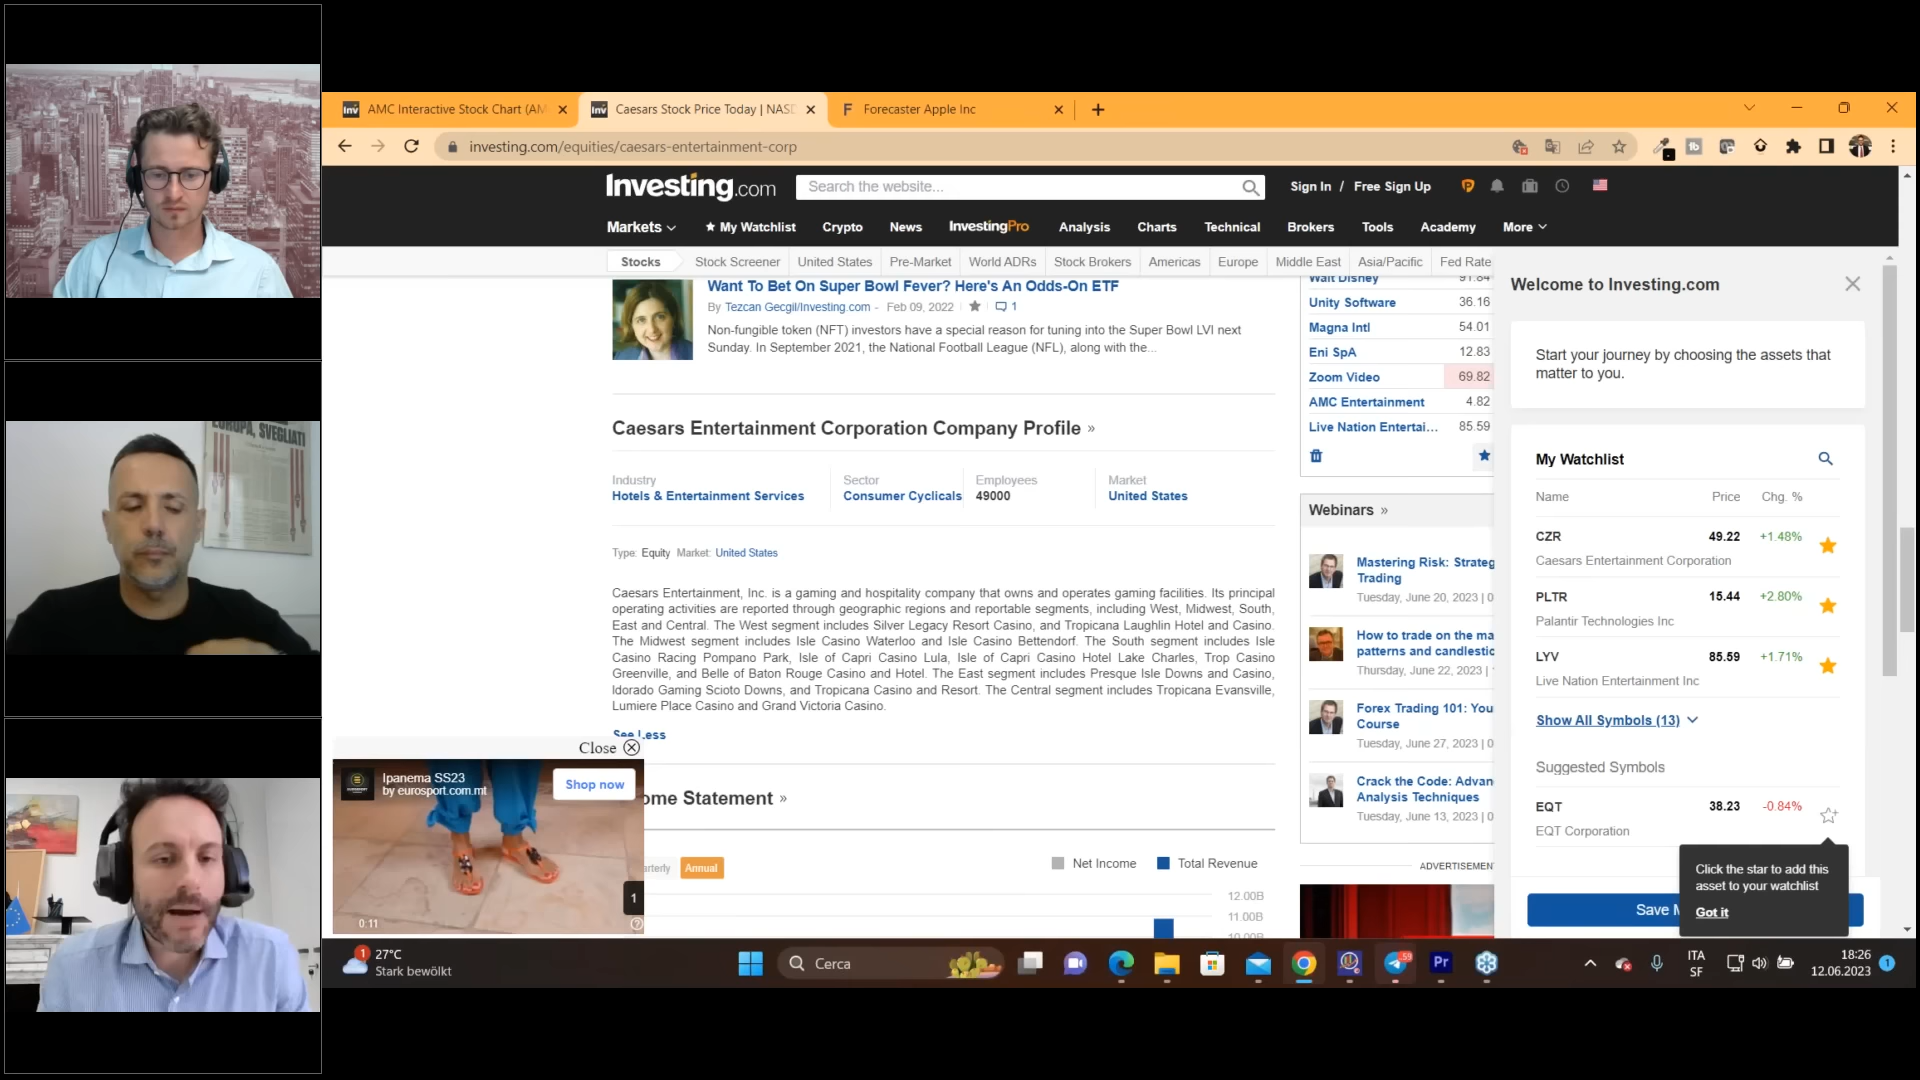 EUROPA, SVEGLIATI
AMC Interactive Stock Chart (AM
Caesars Stock Price Today | NASD
Forecaster Apple Inc
investing.com/equities/caesars-entertainment-corp
Investing.com
Search the website...
Sign In / Free Sign Up
Markets
My Watchlist
Crypto
News
InvestingPro
Analysis
Charts
Technical
Brokers
Tools
Academy
More
Stocks
Stock Screener
United States
Pre-Market
World ADRs
Stock Brokers
Americas
Europe
Middle East
Asia/Pacific
Fed Rate
Want To Bet On Super Bowl Fever? Here's An Odds-On ETF
By Tezcan Gecgil/Investing.com - Feb 09, 2022 1
Non-fungible token (NFT) investors have a special reason for tuning into the Super Bowl LVI next
Sunday. In September 2021, the National Football League (NFL), along with the...
Caesars Entertainment Corporation Company Profile »
Industry
Hotels & Entertainment Services
Sector
Consumer Cyclicals
Employees
49000
Market
United States
Type: Equity Market: United States
Caesars Entertainment, Inc. is a gaming and hospitality company that owns and operates gaming facilities. Its principal
operating activities are reported through geographic regions and reportable segments, including West, Midwest, South,
East and Central. The West segment includes Silver Legacy Resort Casino, and Tropicana Laughlin Hotel and Casino.
The Midwest segment includes Isle Casino Waterloo and Isle Casino Bettendorf. The South segment includes Isle
Casino Racing Pompano Park, Isle of Capri Casino Lula, Isle of Capri Casino Hotel Lake Charles, Trop Casino
Greenville, and Belle of Baton Rouge Casino and Hotel. The East segment includes Presque Isle Downs and Casino,
Idorado Gaming Scioto Downs, and Tropicana Casino and Resort. The Central segment includes Tropicana Evansville,
Lumiere Place Casino and Grand Victoria Casino.
See Less
Close
Ipanema SS23
by eurosport.com.mt
Shop now
0:11
1
ome Statement »
arterly
Annual
Net Income
Total Revenue
12.00B
11.00B
10.00B
Walt Disney 91.84
Unity Software 36.16
Magna Intl 54.01
Eni SpA 12.83
Zoom Video 69.82
AMC Entertainment 4.82
Live Nation Entertai... 85.59
Webinars »
Mastering Risk: Strateg
Trading
Tuesday, June 20, 2023 | 0
How to trade on the ma
patterns and candlestic
Thursday, June 22, 2023 |
Forex Trading 101: You
Course
Tuesday, June 27, 2023 | 0
Crack the Code: Advan
Analysis Techniques
Tuesday, June 13, 2023 | 0
ADVERTISEMEN
Welcome to Investing.com
Start your journey by choosing the assets that
matter to you.
My Watchlist
Name Price Chg. %
CZR 49.22 +1.48%
Caesars Entertainment Corporation
PLTR 15.44 +2.80%
Palantir Technologies Inc
LYV 85.59 +1.71%
Live Nation Entertainment Inc
Show All Symbols (13)
Suggested Symbols
EQT 38.23 -0.84%
EQT Corporation
Click the star to add this
asset to your watchlist
Got it
Save M
1
27°C
Stark bewölkt
Cerca
59
Pr
ITA
SF
18:26
12.06.2023
1